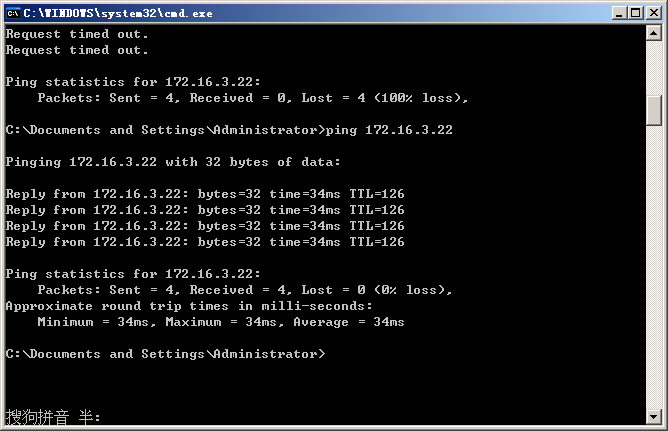 C:\WINDOWS\system32\cmd.exe
Request timed out.
Request timed out.
Ping statistics for 172.16.3.22:
Packets: Sent = 4, Received = 0, Lost = 4 (100% loss),
C:\Documents and Settings\Administrator>ping 172.16.3.22
Pinging 172.16.3.22 with 32 bytes of data:
Reply from 172.16.3.22: bytes=32 time=34ms TTL=126
Reply from 172.16.3.22: bytes=32 time=34ms TTL=126
Reply from 172.16.3.22: bytes=32 time=34ms TTL=126
Reply from 172.16.3.22: bytes=32 time=34ms TTL=126
Ping statistics for 172.16.3.22:
Packets: Sent = 4, Received = 4, Lost = 0 (0% loss),
Approximate round trip times in milli-seconds:
Minimum = 34ms, Maximum = 34ms, Average = 34ms
C:\Documents and Settings\Administrator>
搜狗拼音 半: